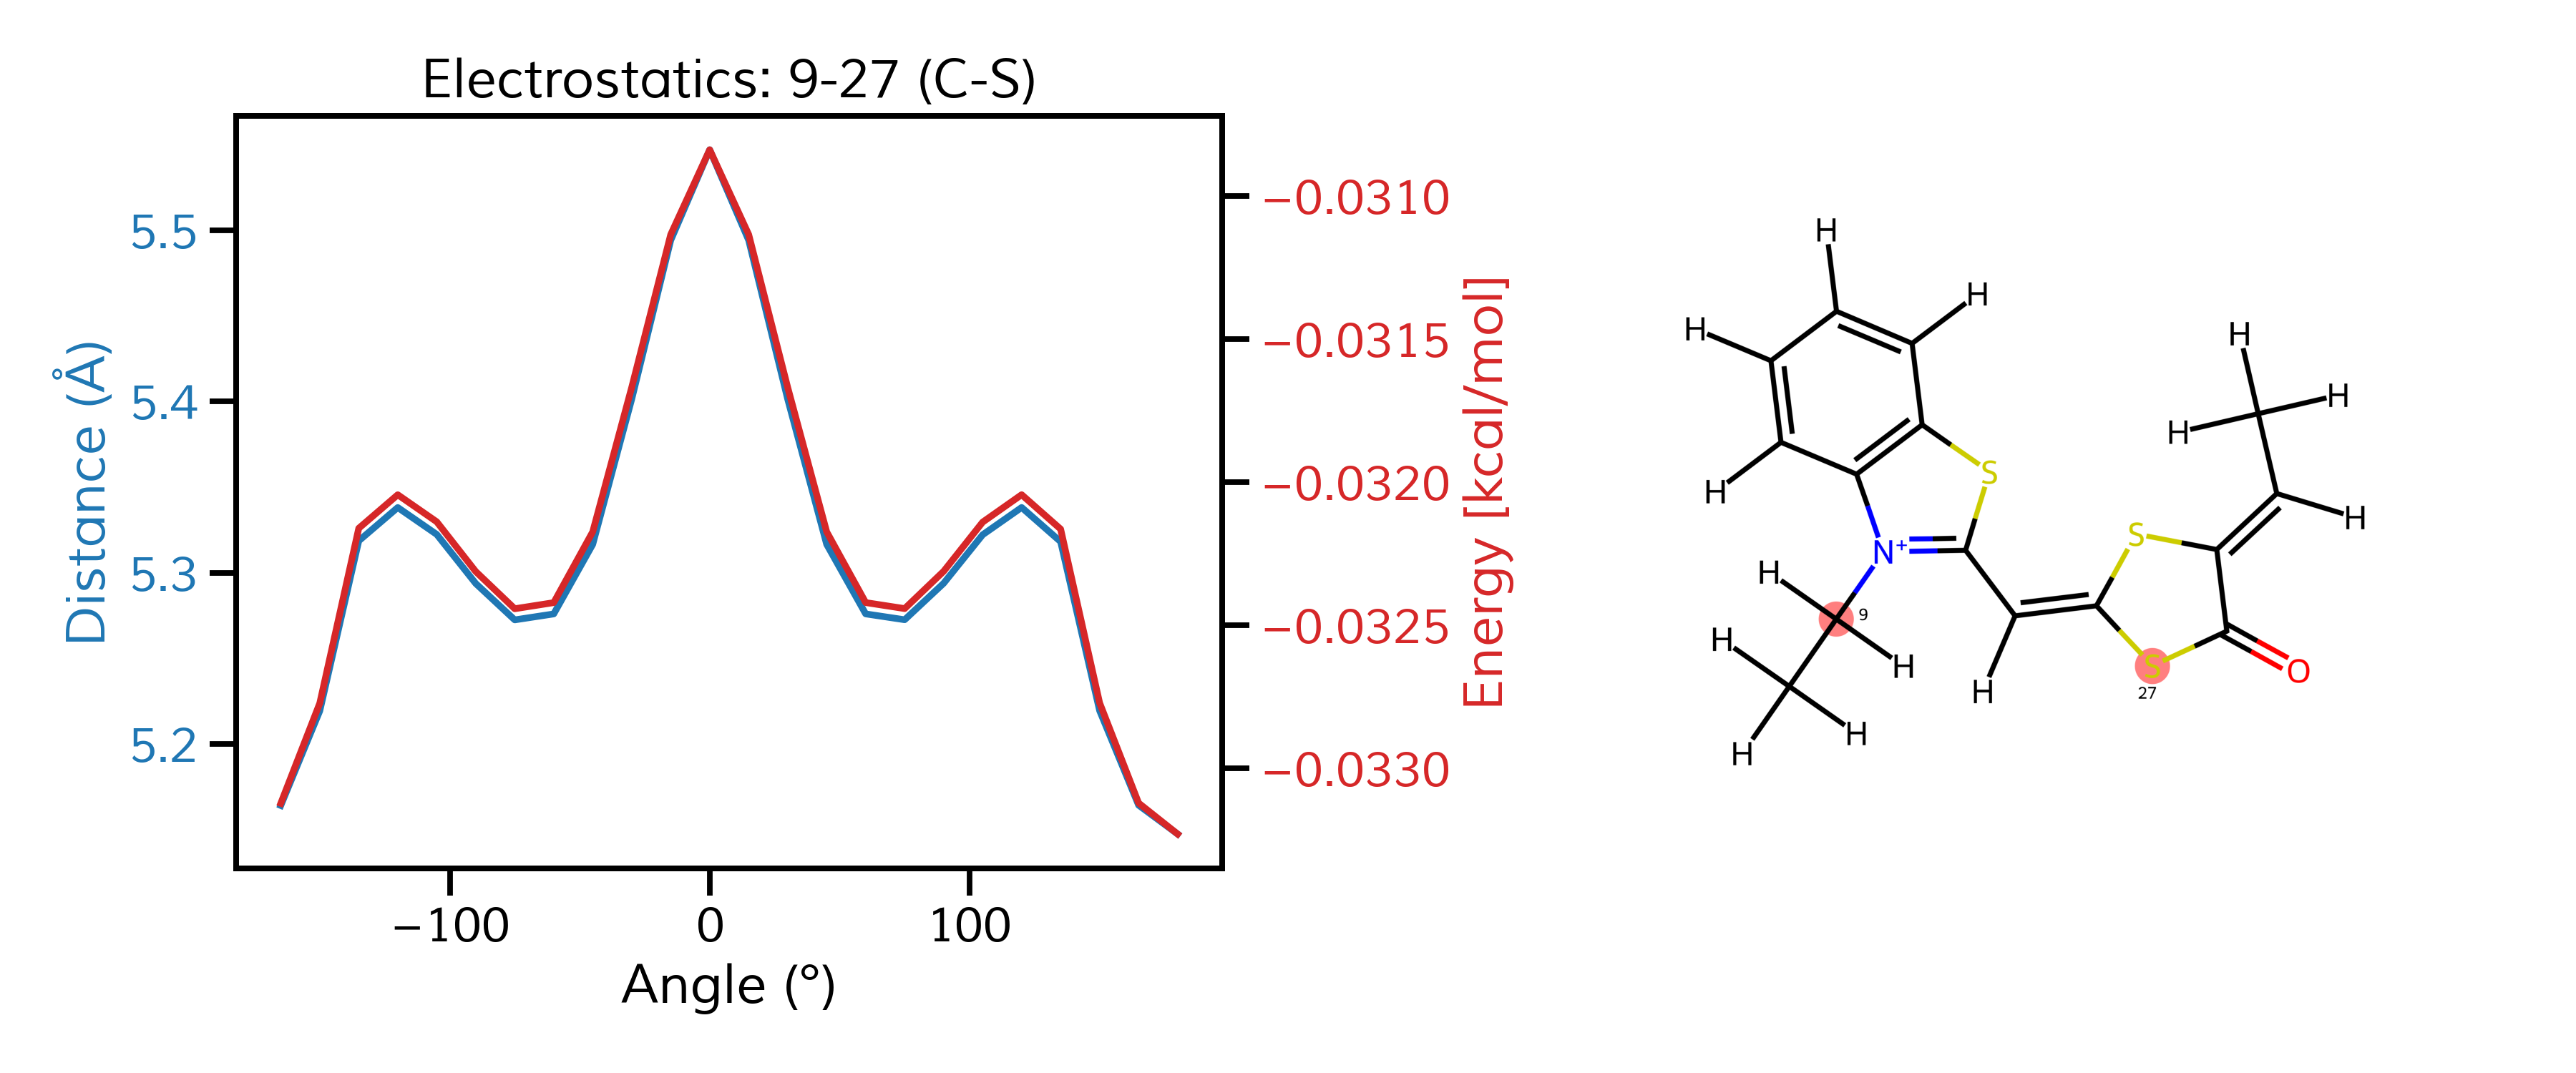 Electrostatics: 9-27 (C-S)
Distance (Å)
5.5
5.4
5.3
5.2
−100
0
100
Angle (°)
−0.0310
−0.0315
−0.0320
−0.0325
−0.0330
Energy [kcal/mol]
H
H
H
H
H
H
H
S
H
S
H
N⁺
H
9
H
H
S
27
O
H
H
H
H